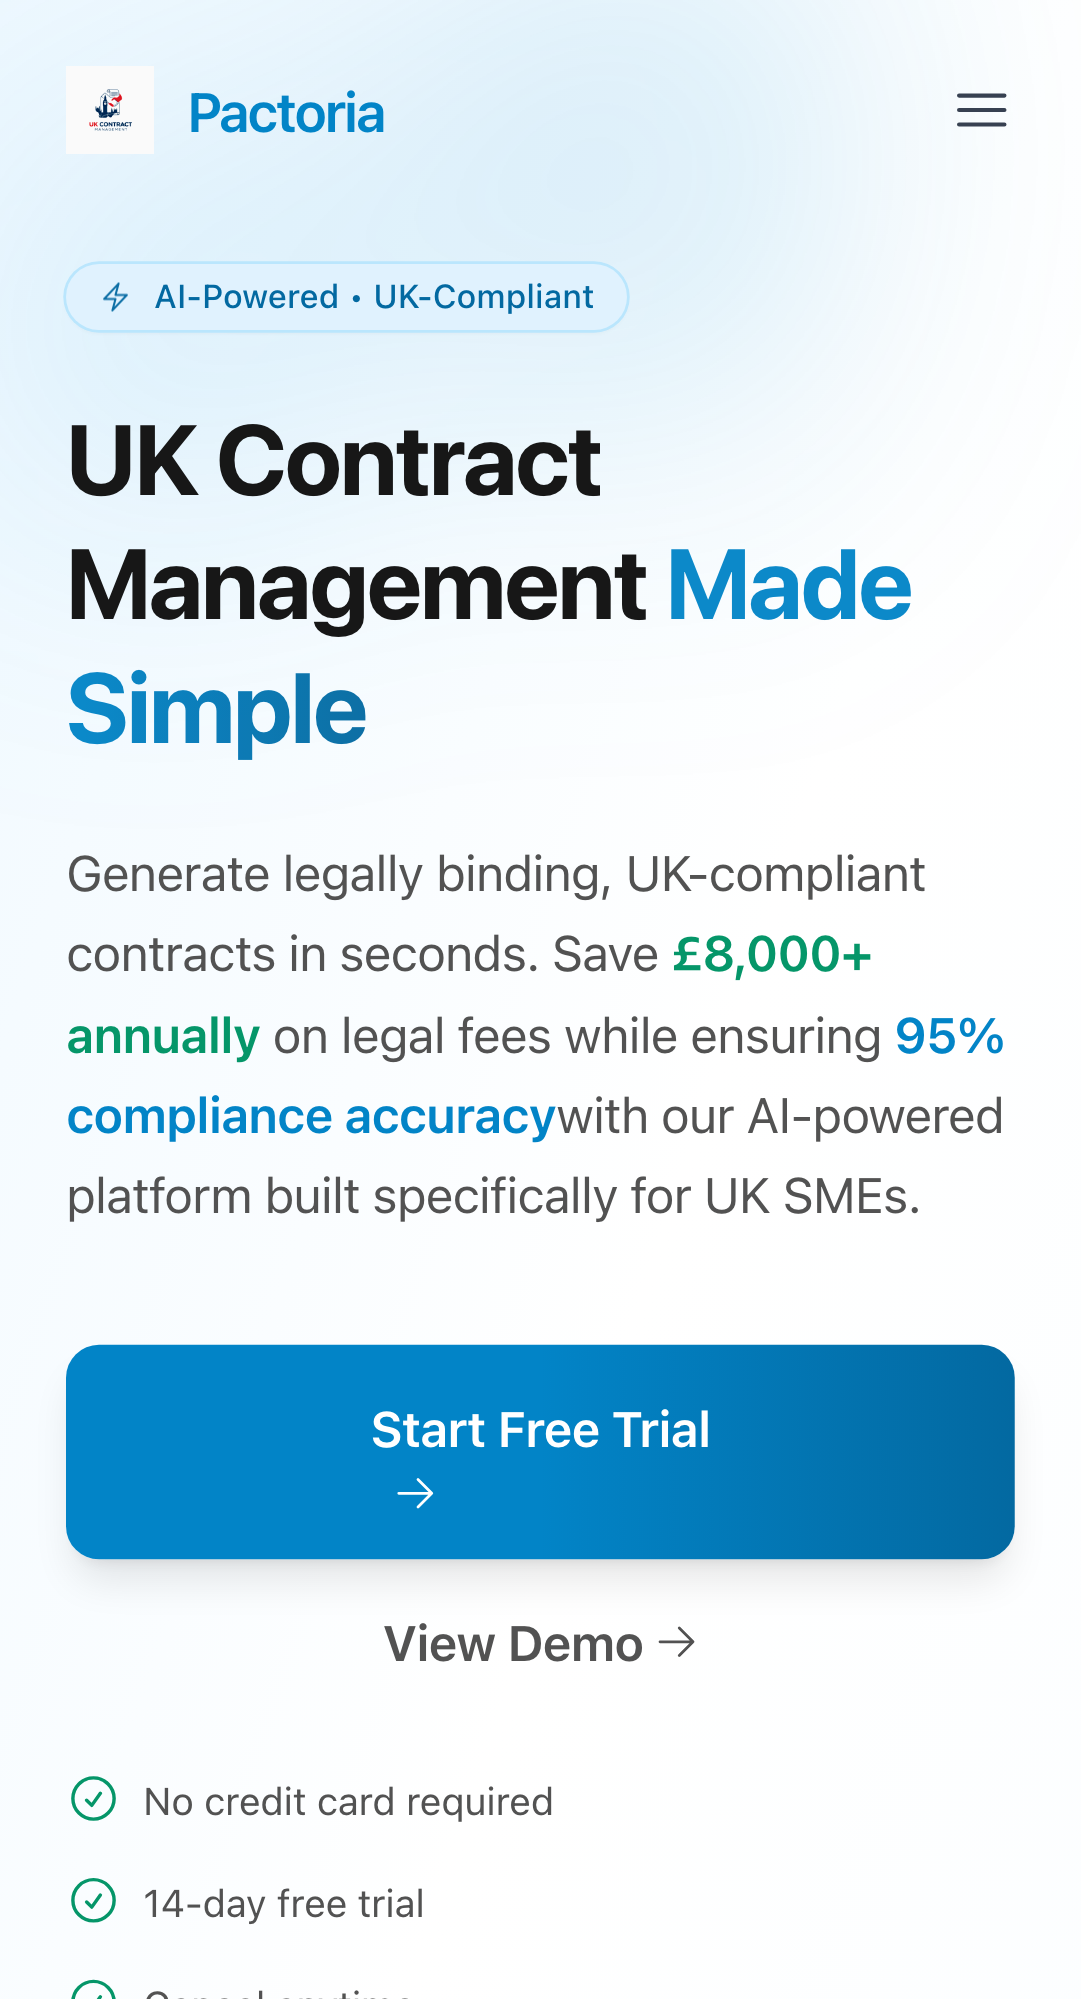 UK CONTRACT
MANAGEMENT
Pactoria
AI-Powered • UK-Compliant
UK Contract
Management Made
Simple
Generate legally binding, UK-compliant
contracts in seconds. Save £8,000+
annually on legal fees while ensuring 95%
compliance accuracywith our AI-powered
platform built specifically for UK SMEs.
Start Free Trial
→
View Demo →
No credit card required
14-day free trial
Cancel anytime